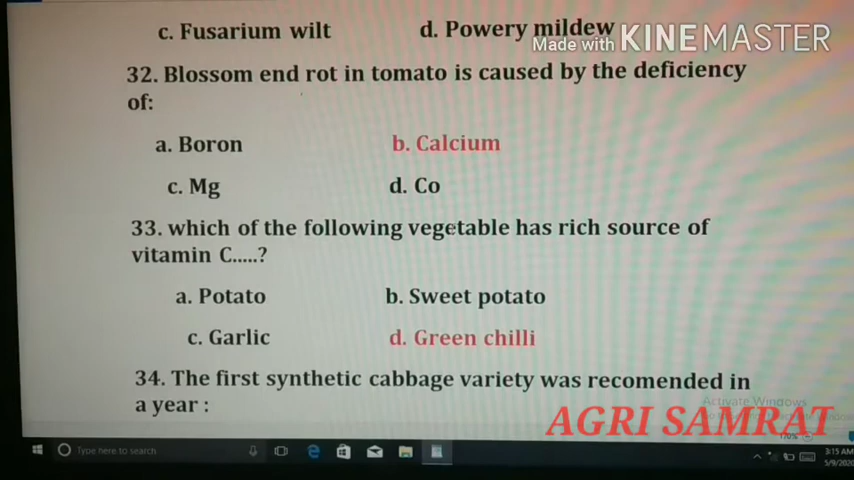 c. Fusarium wilt d. Powery mildew
Made with KINEMASTER
32. Blossom end rot in tomato is caused by the deficiency
of:
a. Boron b. Calcium
c. Mg d. Co
33. which of the following vegetable has rich source of
vitamin C.....?
a. Potato b. Sweet potato
c. Garlic d. Green chilli
34. The first synthetic cabbage variety was recomended in
a year :
Activate Windows
AGRI SAMRAT
170%
Type here to search
3:15 AM
5/9/2020